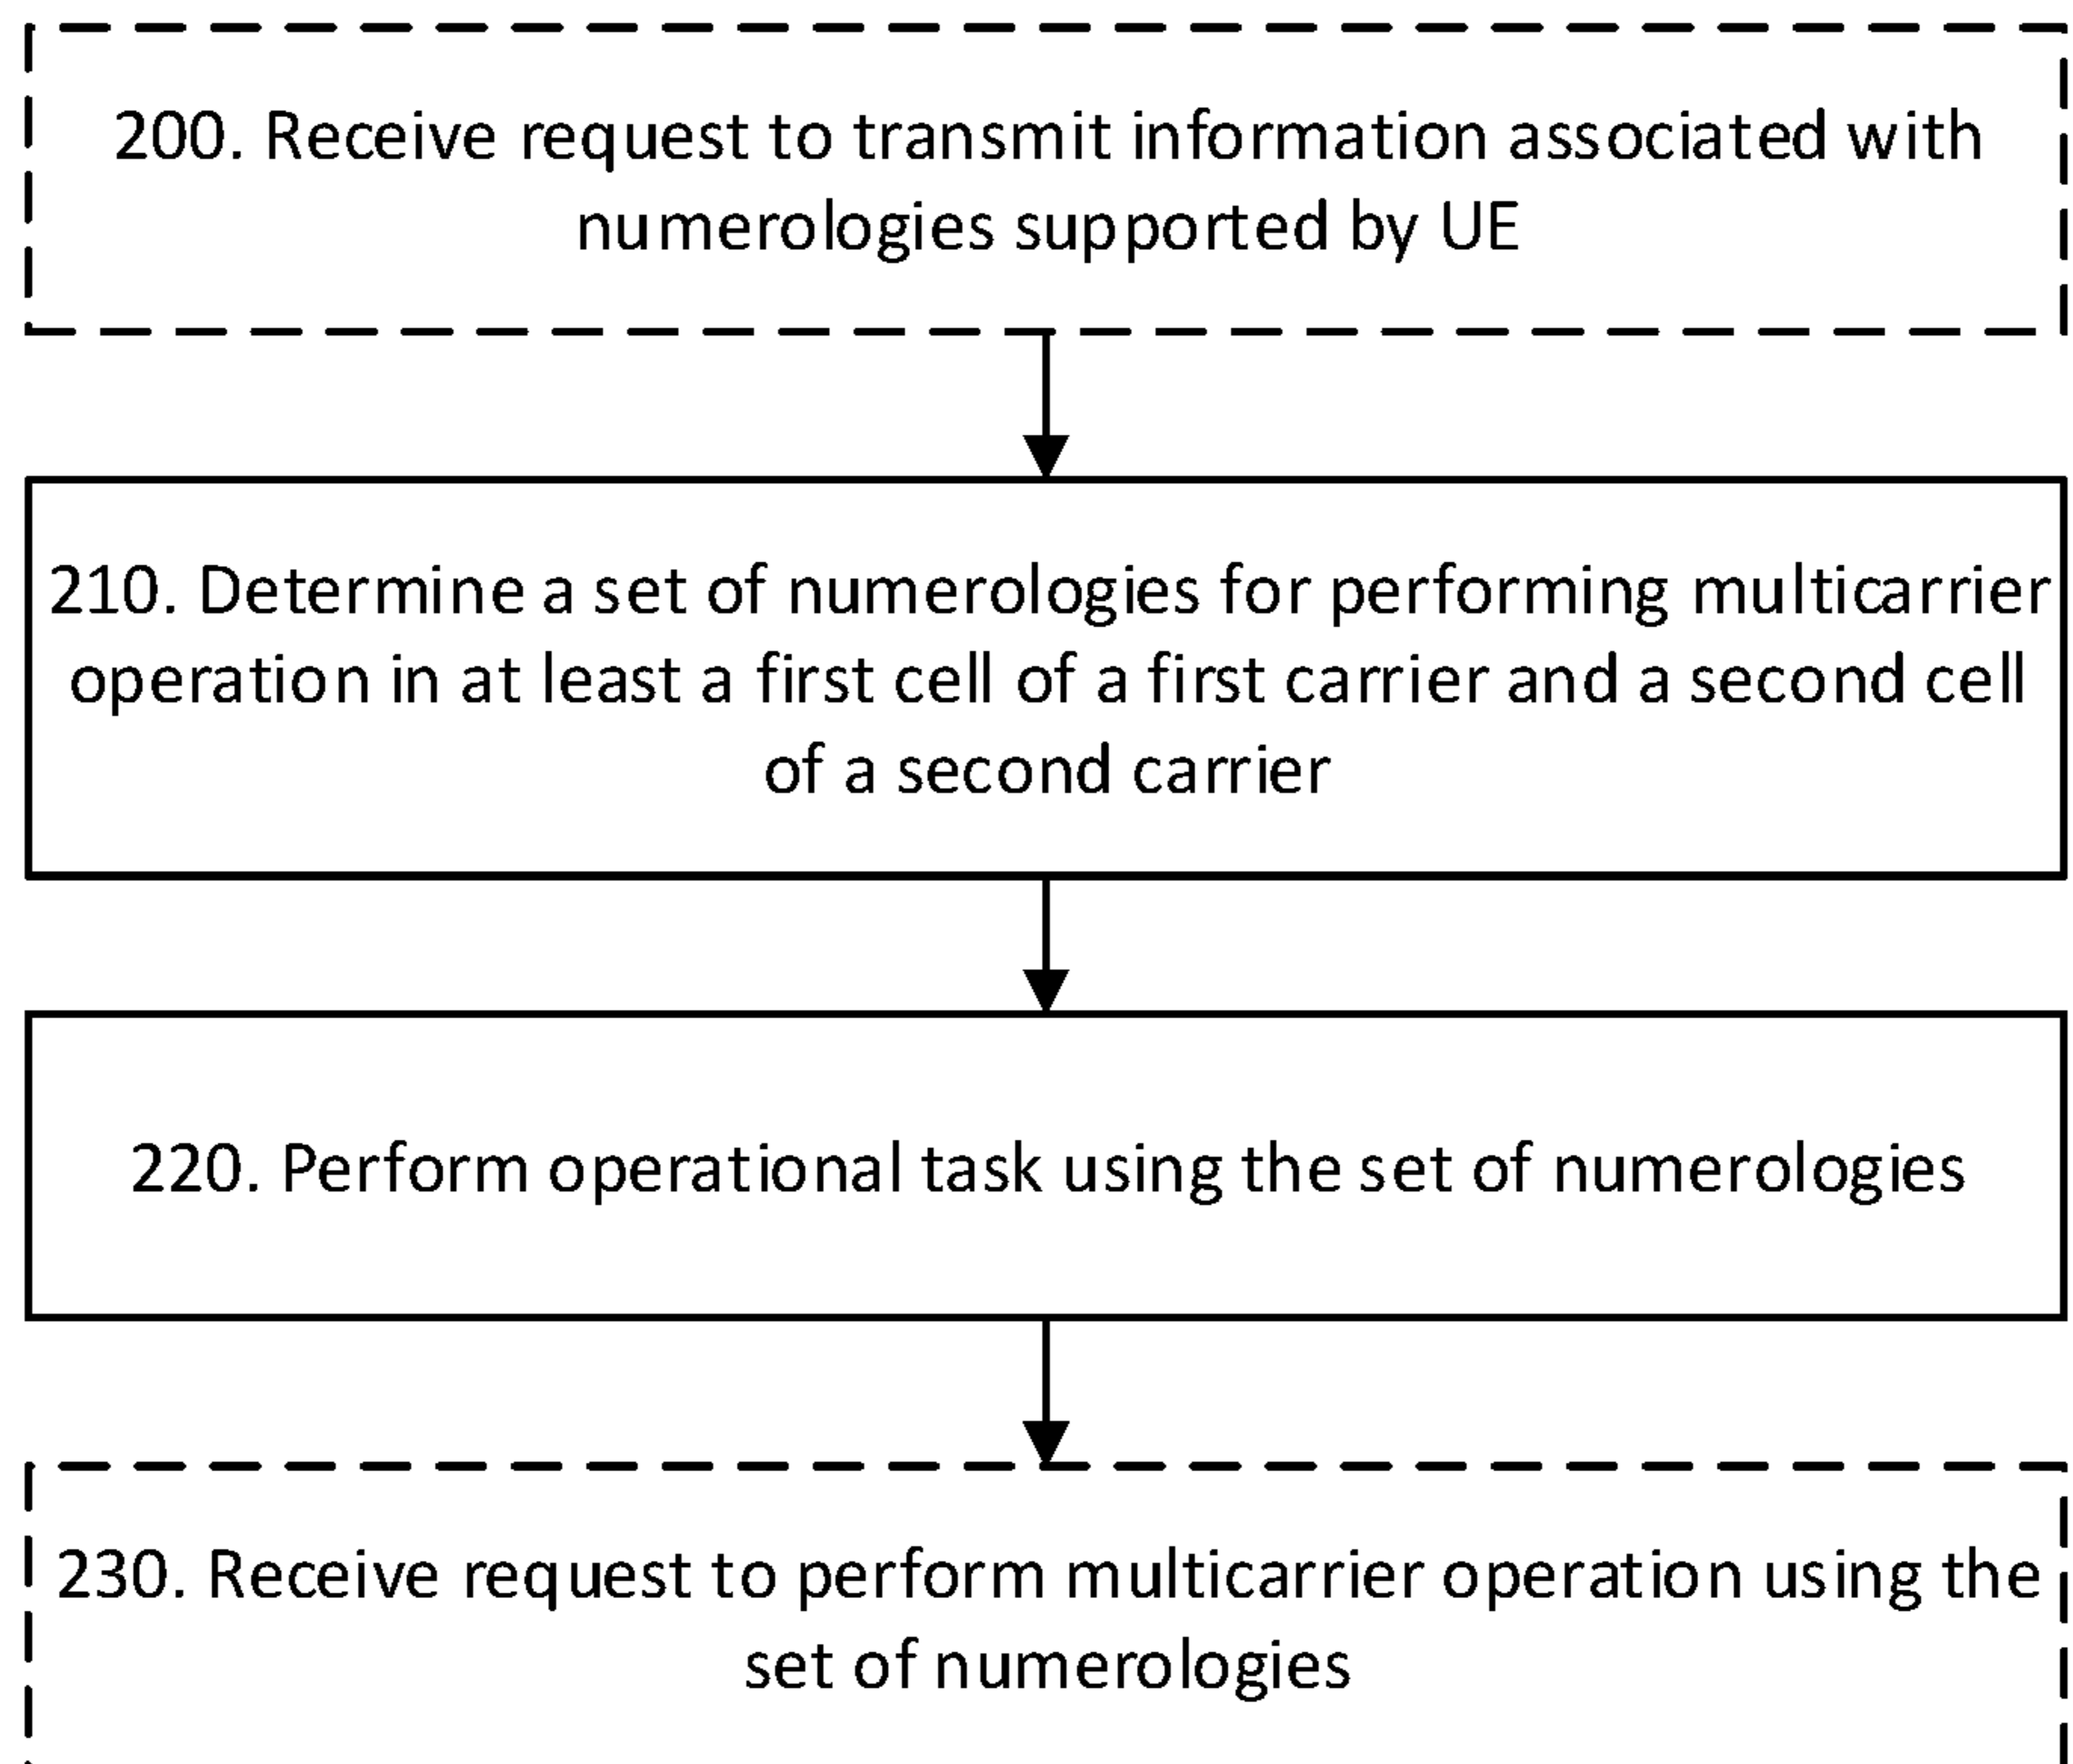 200. Receive request to transmit information associated with
numerologies supported by UE
210. Determine a set of numerologies for performing multicarrier
operation in at least a first cell of a first carrier and a second cell
of a second carrier
220. Perform operational task using the set of numerologies
230. Receive request to perform multicarrier operation using the
set of numerologies